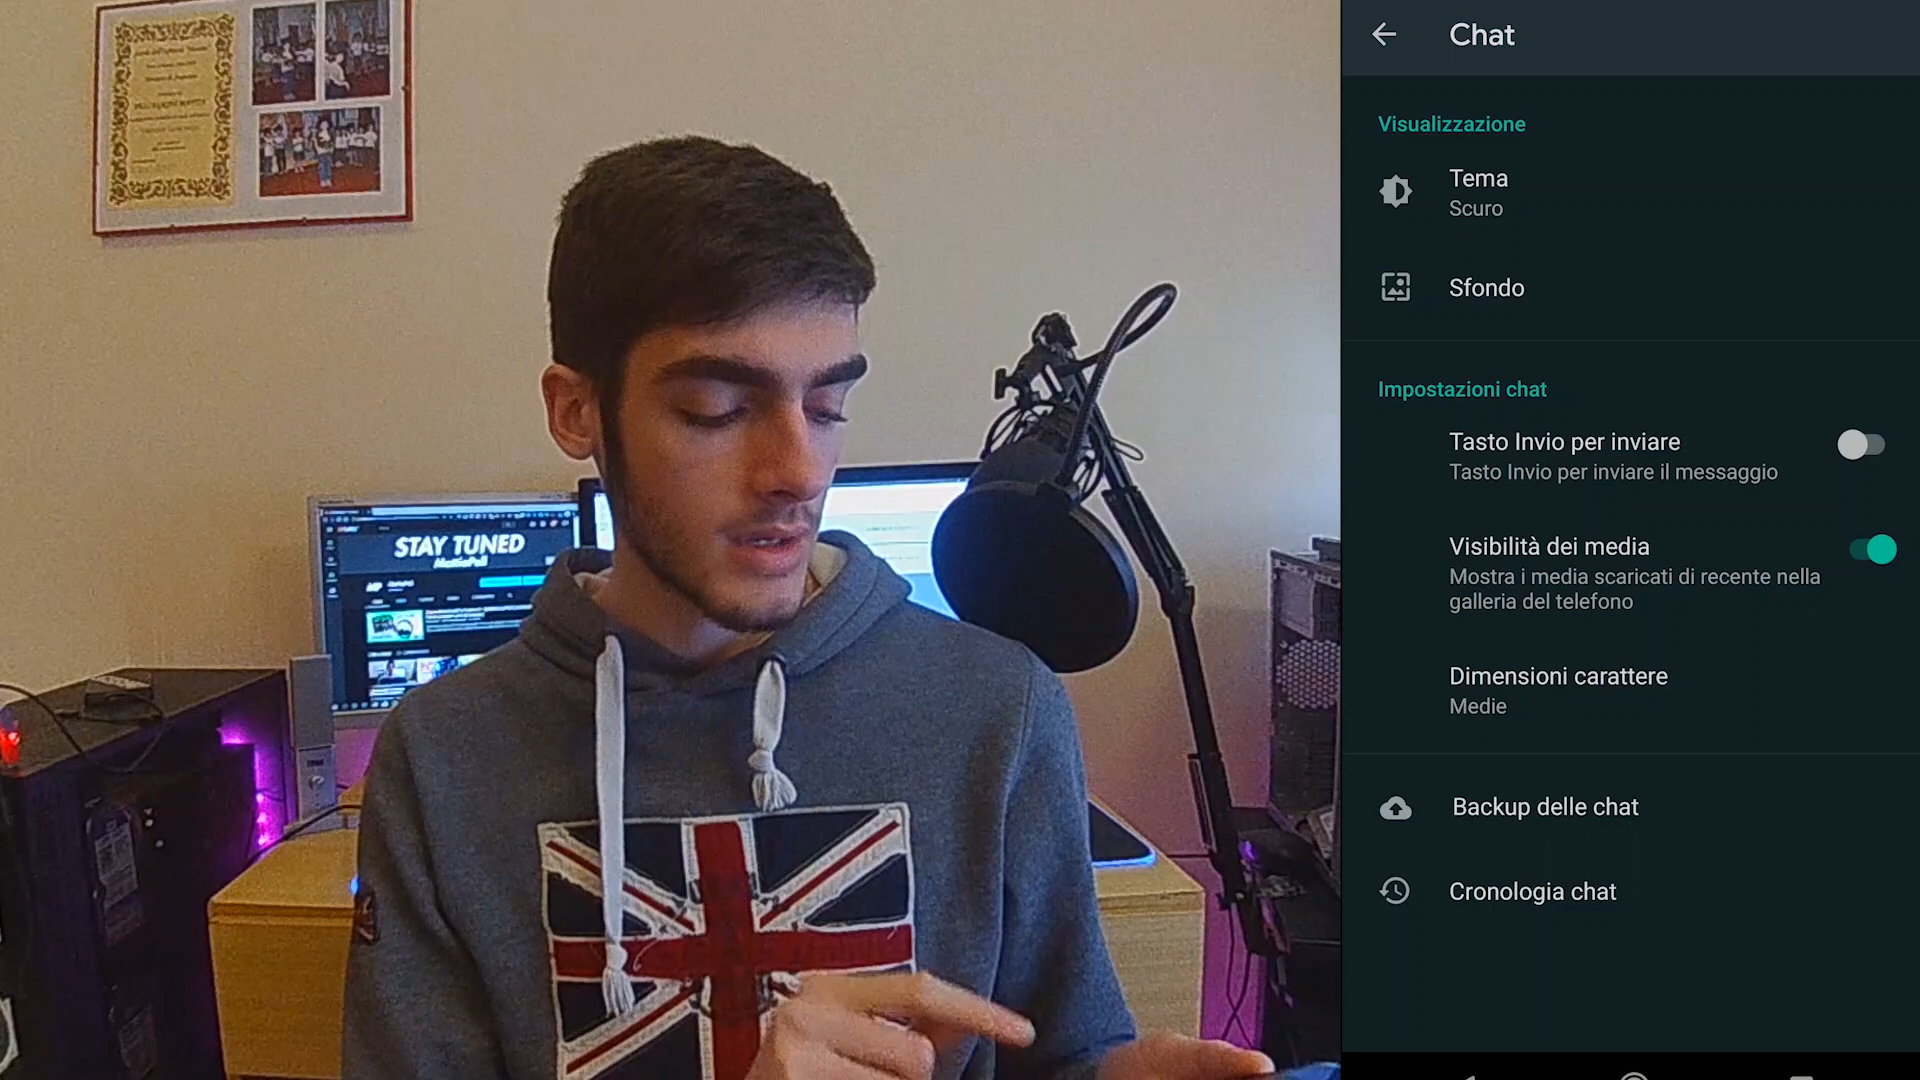 STAY TUNED
MattiaPoli
Chat
Visualizzazione
Tema
Scuro
Sfondo
Impostazioni chat
Tasto Invio per inviare
Tasto Invio per inviare il messaggio
Visibilità dei media
Mostra i media scaricati di recente nella
galleria del telefono
Dimensioni carattere
Medie
Backup delle chat
Cronologia chat